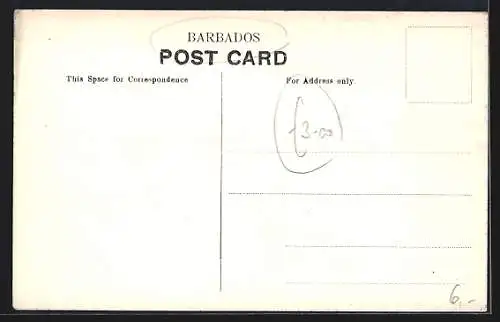 BARBADOS
POST CARD
This Space for Correspondence
For Address only.
£3-00
6,-